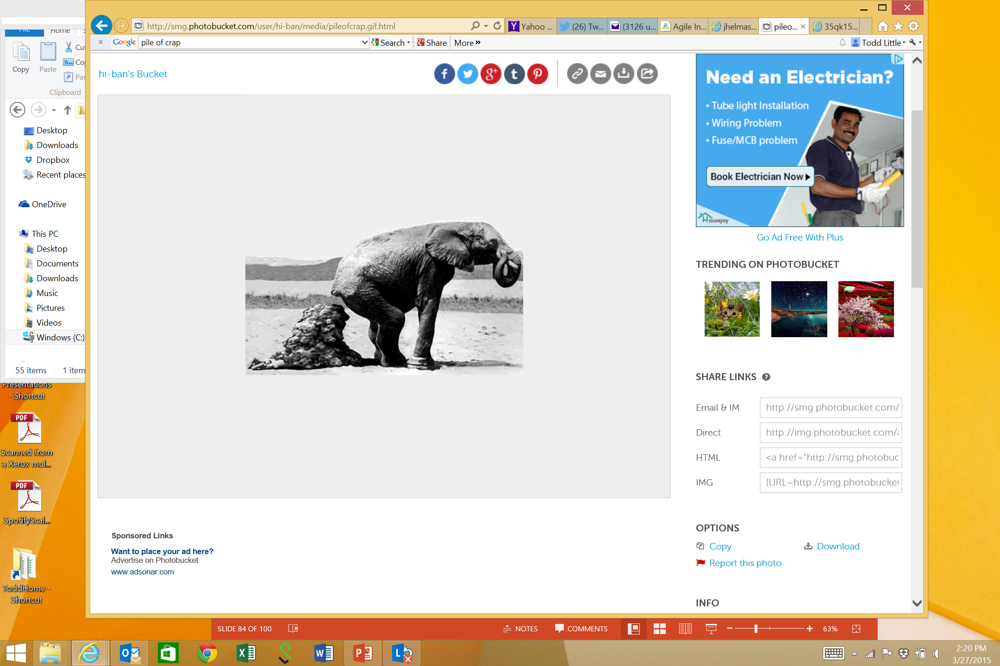 File
Home
http://smg.photobucket.com/user/hi-ban/media/pileofcrap.gif.html
Yahoo ...
(26) Tw...
(3126 u...
Agile In...
jhelmas...
pileo...
35qk15...
x
Google
pile of crap
Search
Share
More »
Todd Little
Copy
Paste
Clipboard
Desktop
Downloads
Dropbox
Recent places
OneDrive
This PC
Desktop
Documents
Downloads
Music
Pictures
Videos
Windows (C:)
55 items
1 item
Presentations
- Shortcut
PDF
Scanned from
a Xerox mul...
PDF
SpotifyScal...
ToddHome -
Shortcut
hi-ban's Bucket
Need an Electrician?
• Tube light Installation
• Wiring Problem
• Fuse/MCB problem
Book Electrician Now
Housejoy
Go Ad Free With Plus
TRENDING ON PHOTOBUCKET
SHARE LINKS ?
Email & IM
http://smg.photobucket.com/
Direct
http://img.photobucket.com/
HTML
<a href="http://smg.photobuc
IMG
[URL=http://smg.photobucket
OPTIONS
Copy
Download
Report this photo
INFO
Sponsored Links
Want to place your ad here?
Advertise on Photobucket
www.adsonar.com
SLIDE 84 OF 100
NOTES
COMMENTS
63%
2:20 PM
3/27/2015